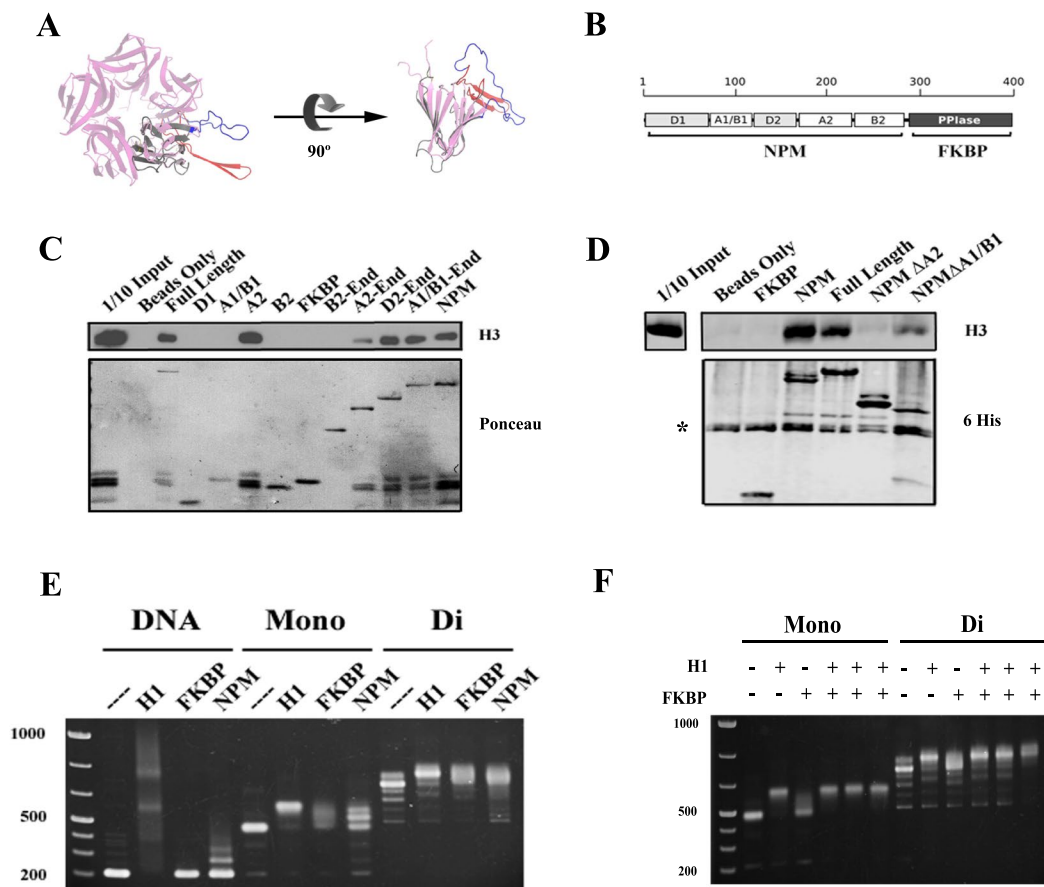 A
90º
B
1 100 200 300 400
D1 A1/B1 D2 A2 B2 PPIase
NPM FKBP
C
1/10 Input
Beads Only
Full Length
D1
A1/B1
A2
B2
FKBP
B2-End
A2-End
D2-End
A1/B1-End
NPM
H3
Ponceau
D
1/10 Input
Beads Only
FKBP
NPM
Full Length
NPM ΔA2
NPMΔA1/B1
H3
*
6 His
E
DNA Mono Di
---- H1 FKBP NPM ---- H1 FKBP NPM ---- H1 FKBP NPM
1000
500
200
F
Mono Di
H1 - + - + + + - + - + + +
FKBP - - + + + + - - + + + +
1000
500
200